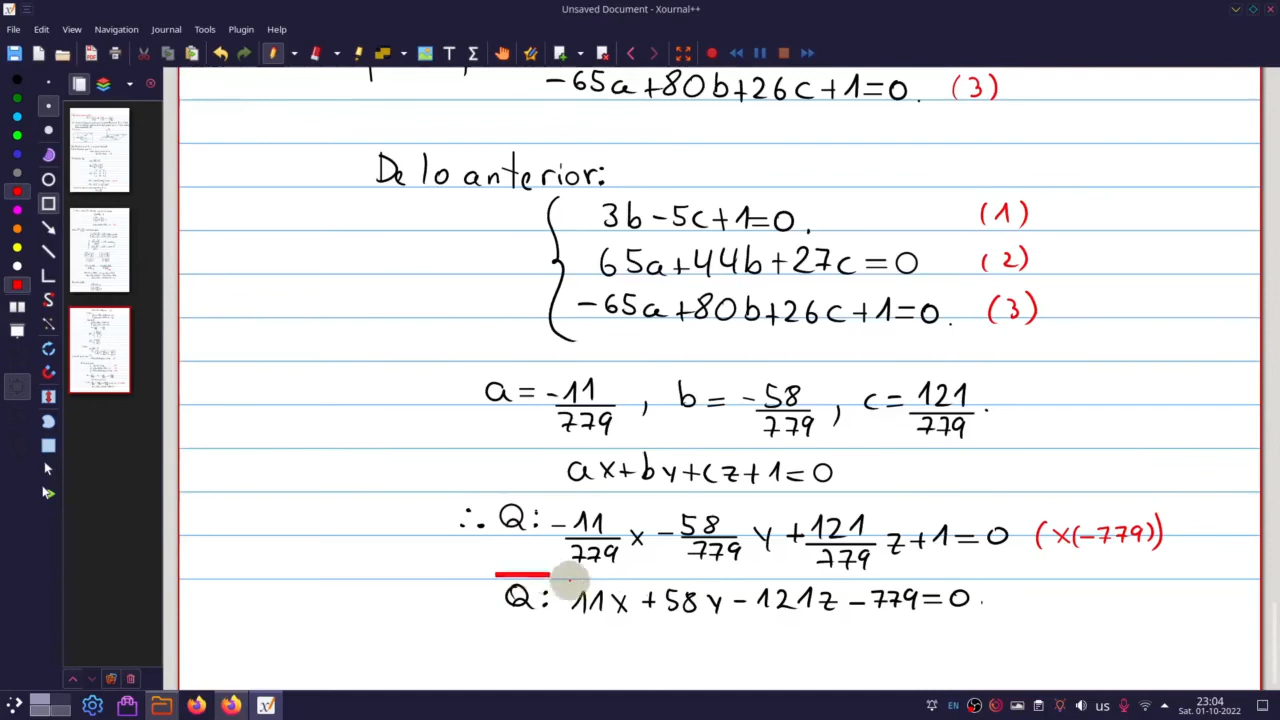 Unsaved Document - Xournal++
File Edit View Navigation Journal Tools Plugin Help
-65a+80b+26c+1=0. (3)
De lo anterior:
3b-5c+1=0. (1)
65a+44b+27c=0 (2)
-65a+80b+26c+1=0. (3)
a=-11/779, b=-58/779, c=121/779.
ax+by+cz+1=0
∴ Q: -11/779 x -58/779 y +121/779 z+1=0 (x(-779))
Q: 11x+58y-121z-779=0.
EN us 23:04
Sat. 01-10-2022